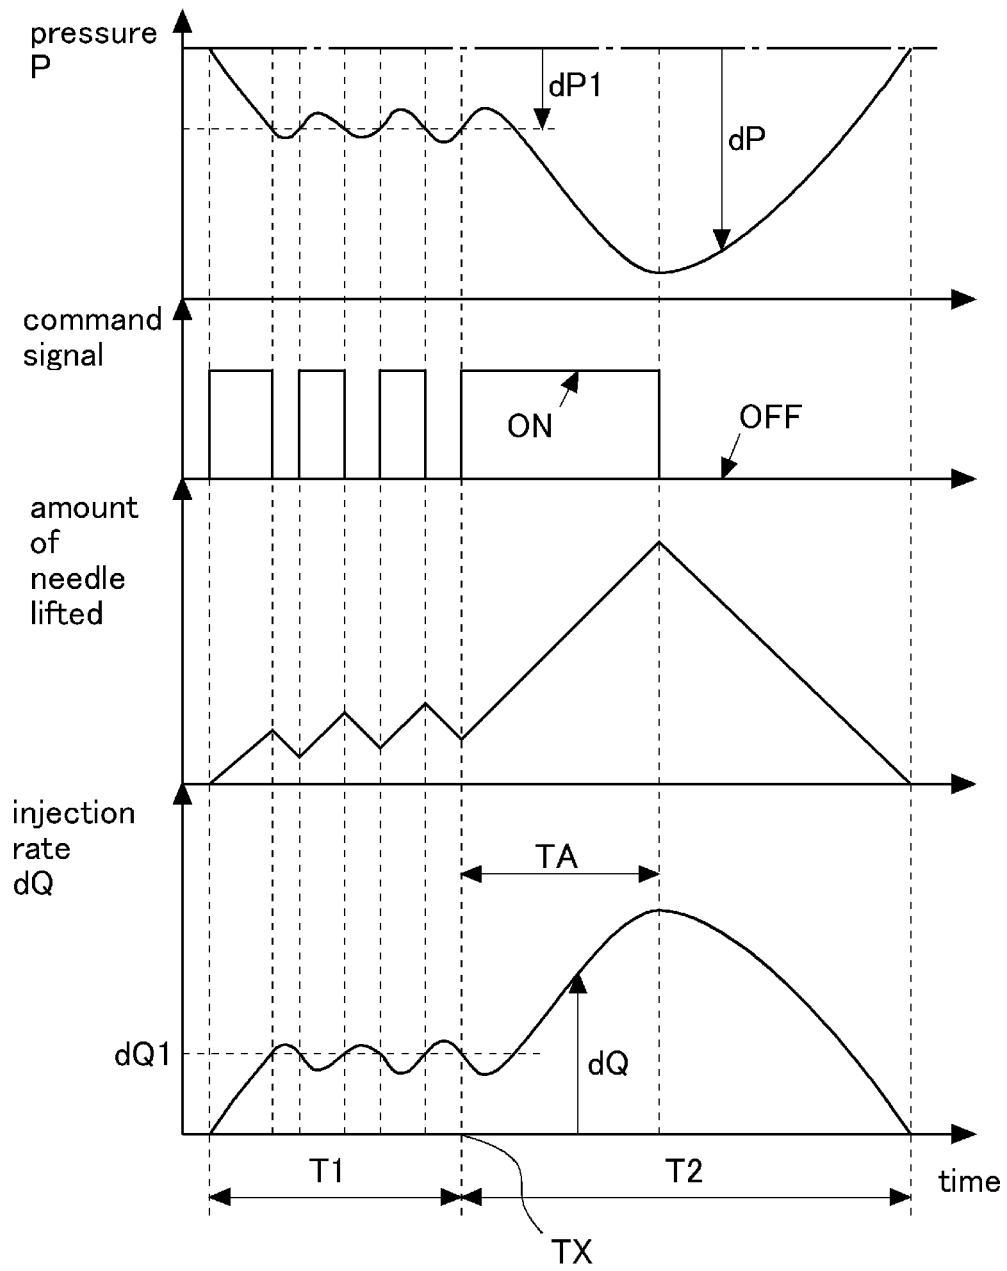 pressure
P
dP1
dP
command
signal
ON
OFF
amount
of
needle
lifted
injection
rate
dQ
TA
dQ1
dQ
T1
T2
time
TX